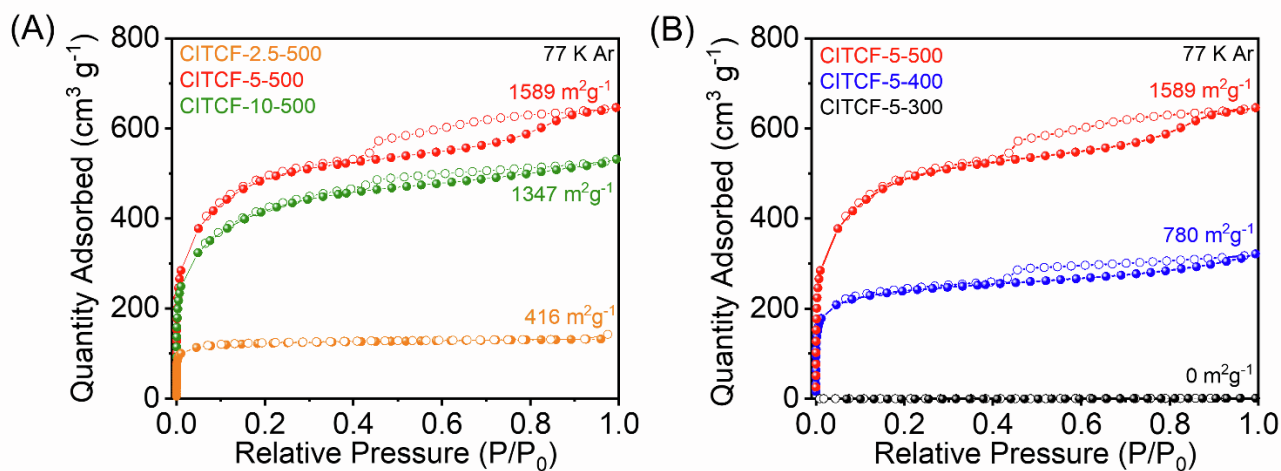 (A)
CITCF-2.5-500
CITCF-5-500
CITCF-10-500
77 K Ar
1589 m²g⁻¹
1347 m²g⁻¹
416 m²g⁻¹
800
600
400
200
0
Quantity Adsorbed (cm³ g⁻¹)
0.0 0.2 0.4 0.6 0.8 1.0
Relative Pressure (P/P₀)
(B)
CITCF-5-500
CITCF-5-400
CITCF-5-300
77 K Ar
1589 m²g⁻¹
780 m²g⁻¹
0 m²g⁻¹
800
600
400
200
0
Quantity Adsorbed (cm³ g⁻¹)
0.0 0.2 0.4 0.6 0.8 1.0
Relative Pressure (P/P₀)